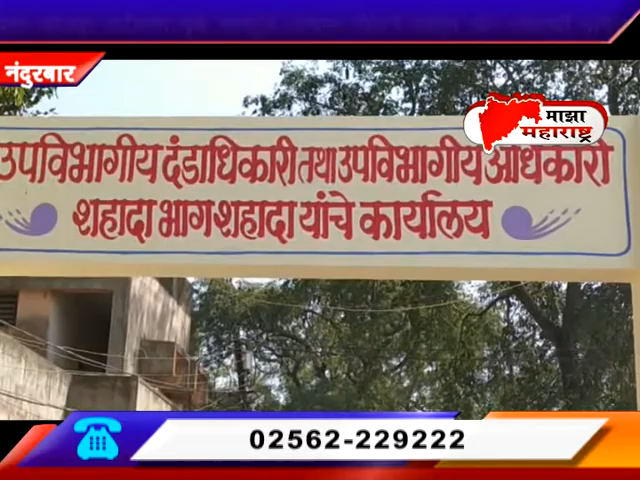 नंदुरबार
माझा
महाराष्ट्र
उपविभागीय दंडाधिकारी तथा उपविभागीय अधिकारी
शहादा भाग शहादा यांचे कार्यालय
02562-229222